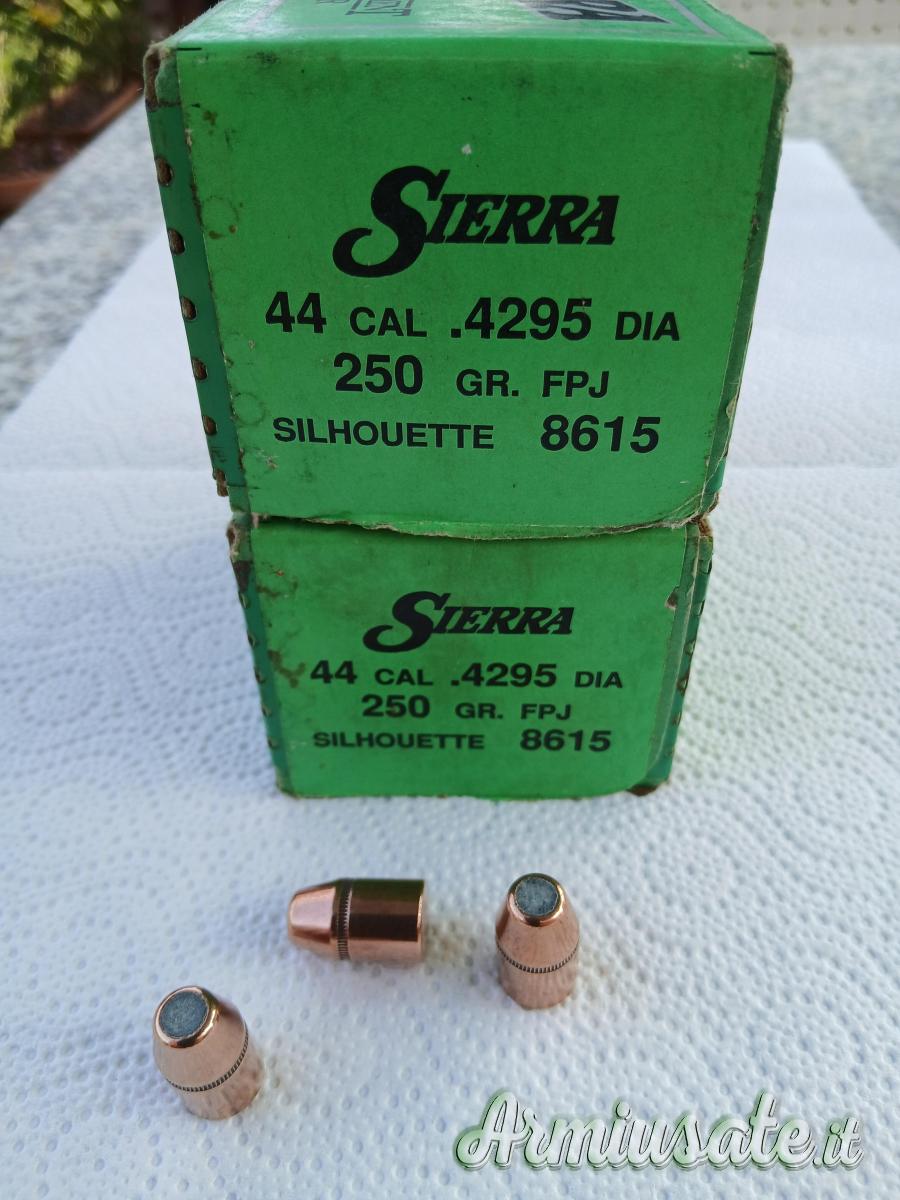 SIERRA
44 CAL .4295 DIA
250 GR. FPJ
SILHOUETTE 8615
SIERRA
44 CAL .4295 DIA
250 GR. FPJ
SILHOUETTE 8615
Armiusate.it